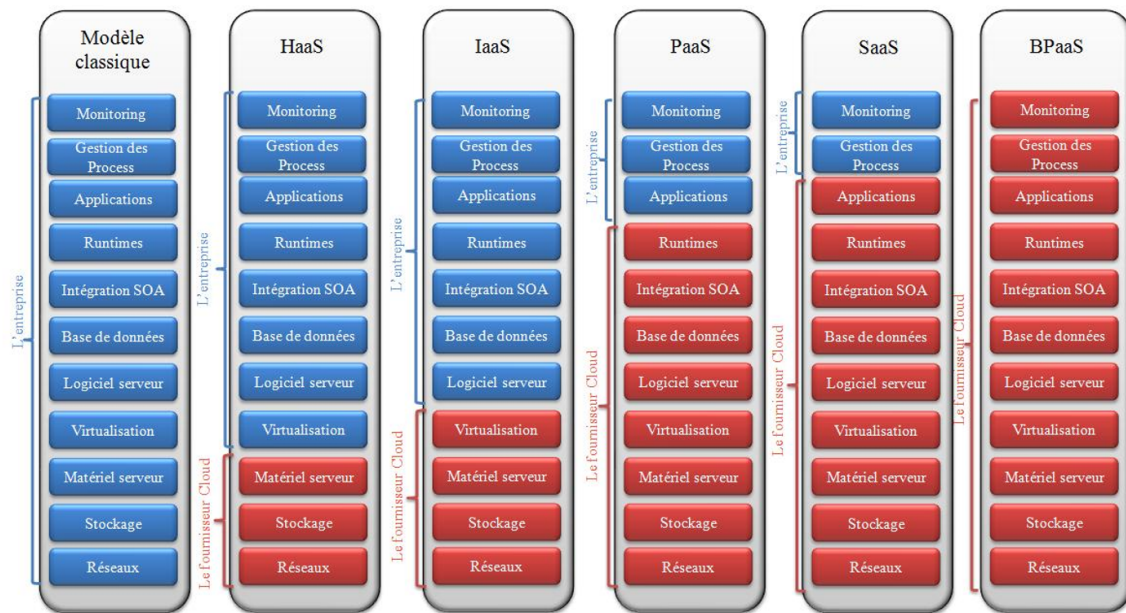 Modèle
classique
Monitoring
Gestion des
Process
Applications
Runtimes
Intégration SOA
Base de données
Logiciel serveur
Virtualisation
Matériel serveur
Stockage
Réseaux
L'entreprise
HaaS
Monitoring
Gestion des
Process
Applications
Runtimes
Intégration SOA
Base de données
Logiciel serveur
Virtualisation
Matériel serveur
Stockage
Réseaux
L'entreprise
Le fournisseur Cloud
IaaS
Monitoring
Gestion des
Process
Applications
Runtimes
Intégration SOA
Base de données
Logiciel serveur
Virtualisation
Matériel serveur
Stockage
Réseaux
L'entreprise
Le fournisseur Cloud
PaaS
Monitoring
Gestion des
Process
Applications
Runtimes
Intégration SOA
Base de données
Logiciel serveur
Virtualisation
Matériel serveur
Stockage
Réseaux
L'entreprise
Le fournisseur Cloud
SaaS
Monitoring
Gestion des
Process
Applications
Runtimes
Intégration SOA
Base de données
Logiciel serveur
Virtualisation
Matériel serveur
Stockage
Réseaux
L'entreprise
Le fournisseur Cloud
BPaaS
Monitoring
Gestion des
Process
Applications
Runtimes
Intégration SOA
Base de données
Logiciel serveur
Virtualisation
Matériel serveur
Stockage
Réseaux
Le fournisseur Cloud